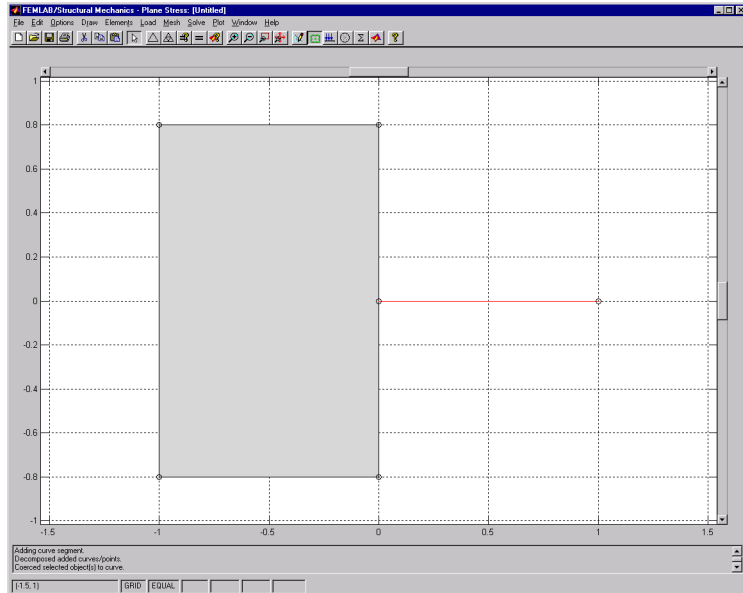 FEMLAB/Structural Mechanics - Plane Stress: [Untitled]
File Edit Options Draw Elements Load Mesh Solve Plot Window Help
1
0.8
0.6
0.4
0.2
0
-0.2
-0.4
-0.6
-0.8
-1
-1.5 -1 -0.5 0 0.5 1 1.5
Adding curve segment.
Decomposed added curves/points.
Coerced selected object(s) to curve.
(-1.5, 1) GRID EQUAL